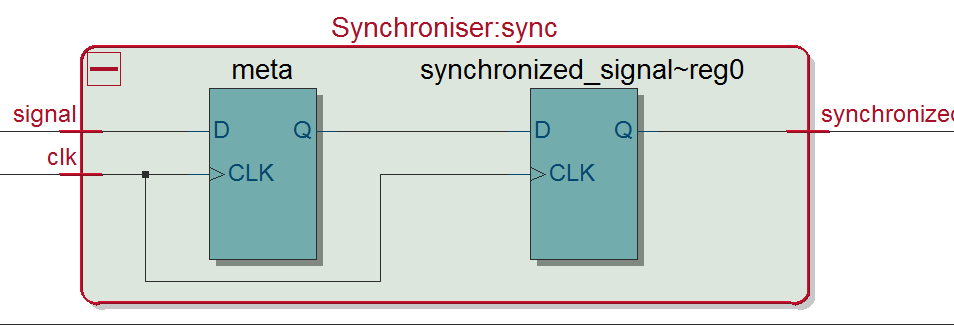 Synchroniser:sync
meta
synchronized_signal~reg0
signal
D
Q
D
Q
synchronized
clk
CLK
CLK